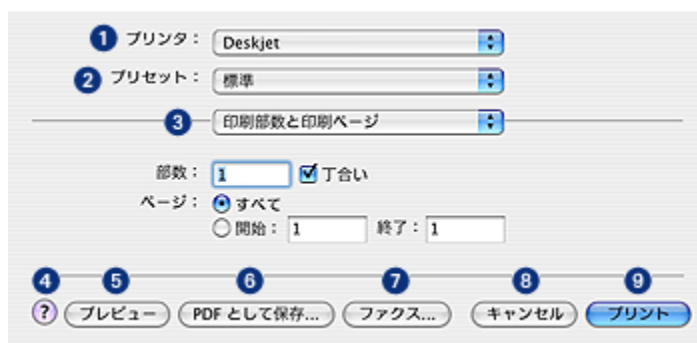 1 プリンタ： Deskjet
2 プリセット： 標準
3 印刷部数と印刷ページ
部数： 1 丁合い
ページ： すべて
開始： 1 終了： 1
4 5 6 7 8 9
? プレビュー PDF として保存... ファクス... キャンセル プリント